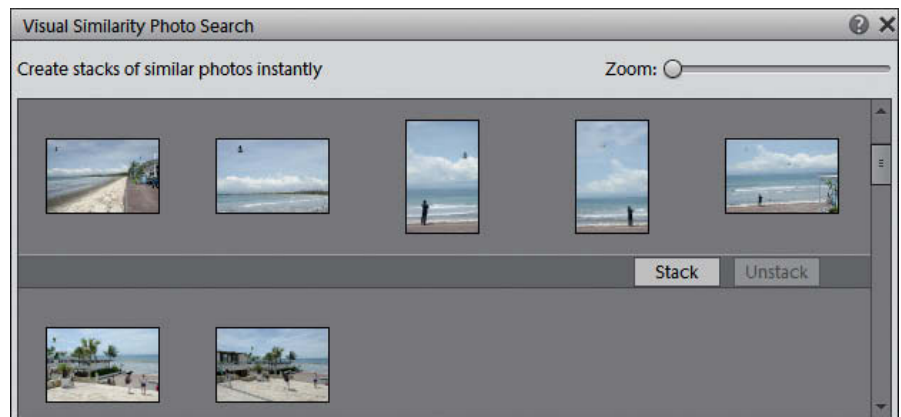 Visual Similarity Photo Search
Create stacks of similar photos instantly
Zoom:
Stack
Unstack